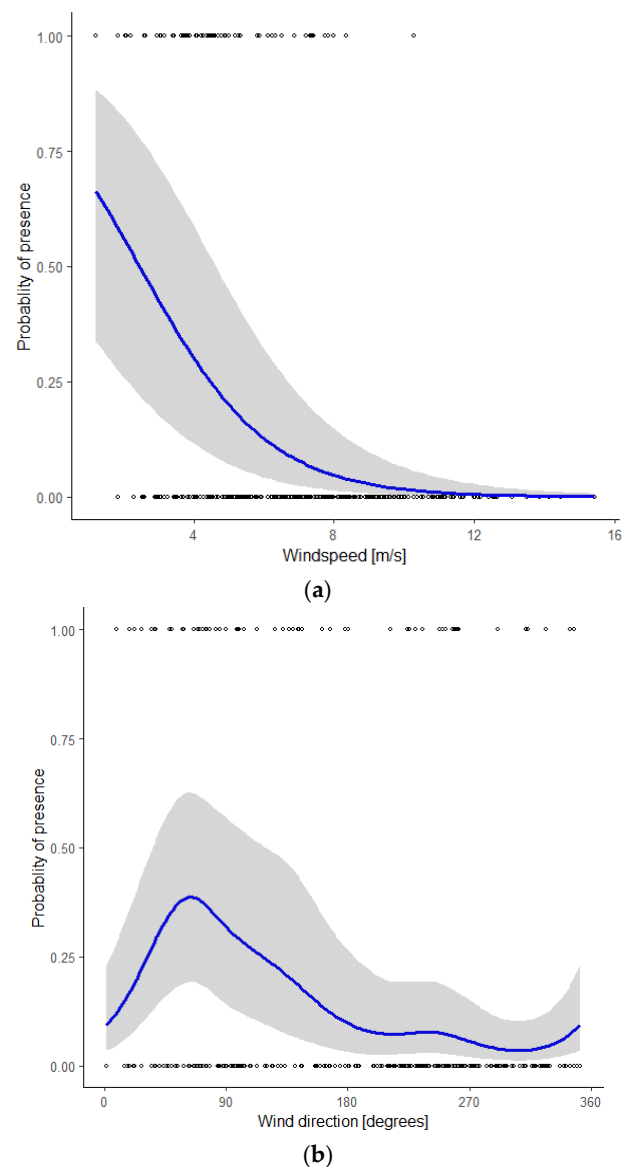 1.00
0.75
0.50
0.25
0.00
Probablity of presence
4 8 12 16
Windspeed [m/s]
(a)
1.00
0.75
0.50
0.25
0.00
Probablity of presence
0 90 180 270 360
Wind direction [degrees]
(b)